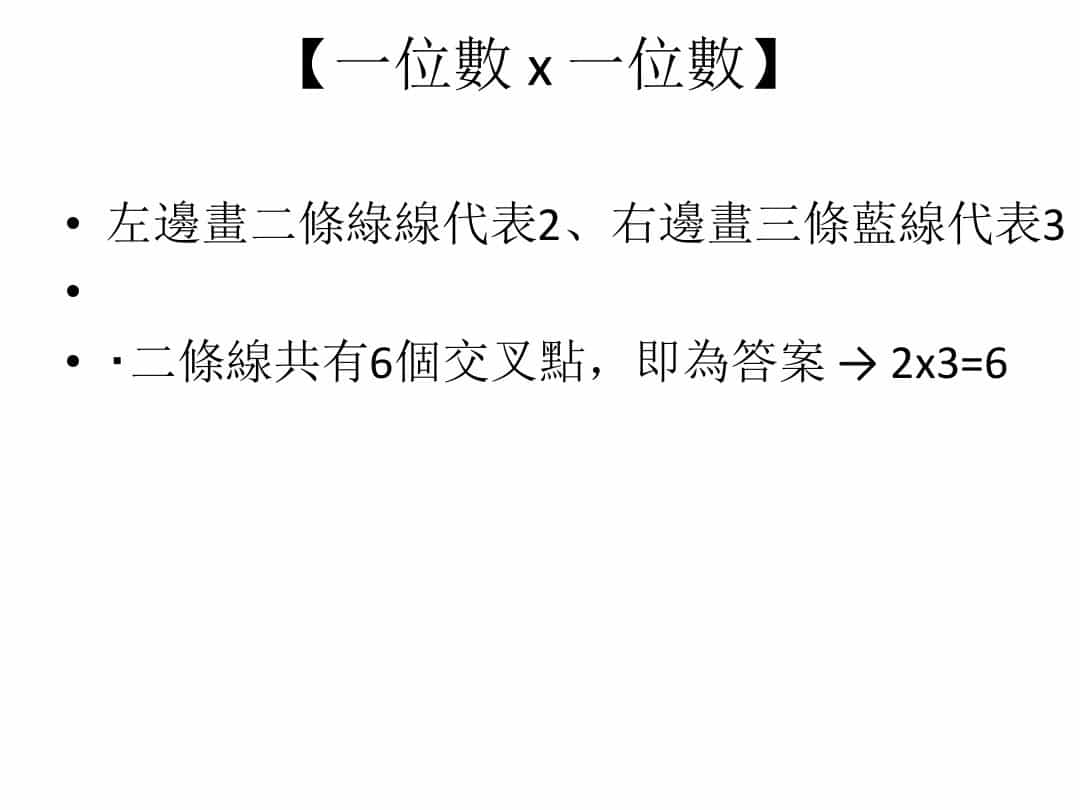 【一位數 x 一位數】
• 左邊畫二條綠線代表2、右邊畫三條藍線代表3
•
• ‧二條線共有6個交叉點，即為答案 → 2x3=6